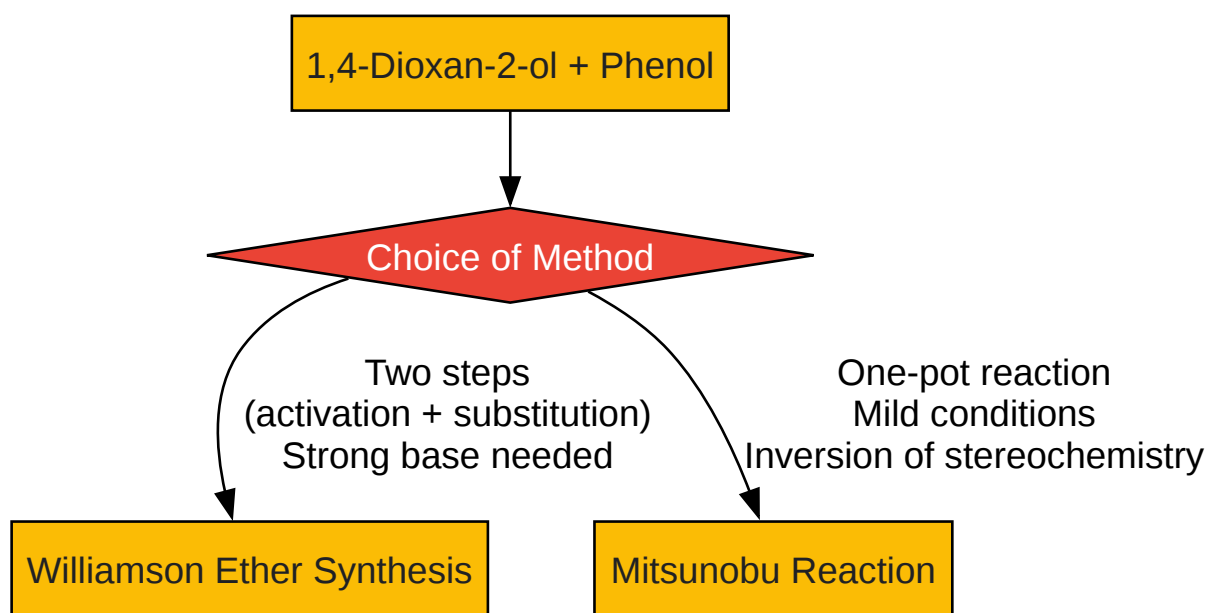 1,4-Dioxan-2-ol + Phenol
Choice of Method
Two steps
(activation + substitution)
Strong base needed
One-pot reaction
Mild conditions
Inversion of stereochemistry
Williamson Ether Synthesis
Mitsunobu Reaction